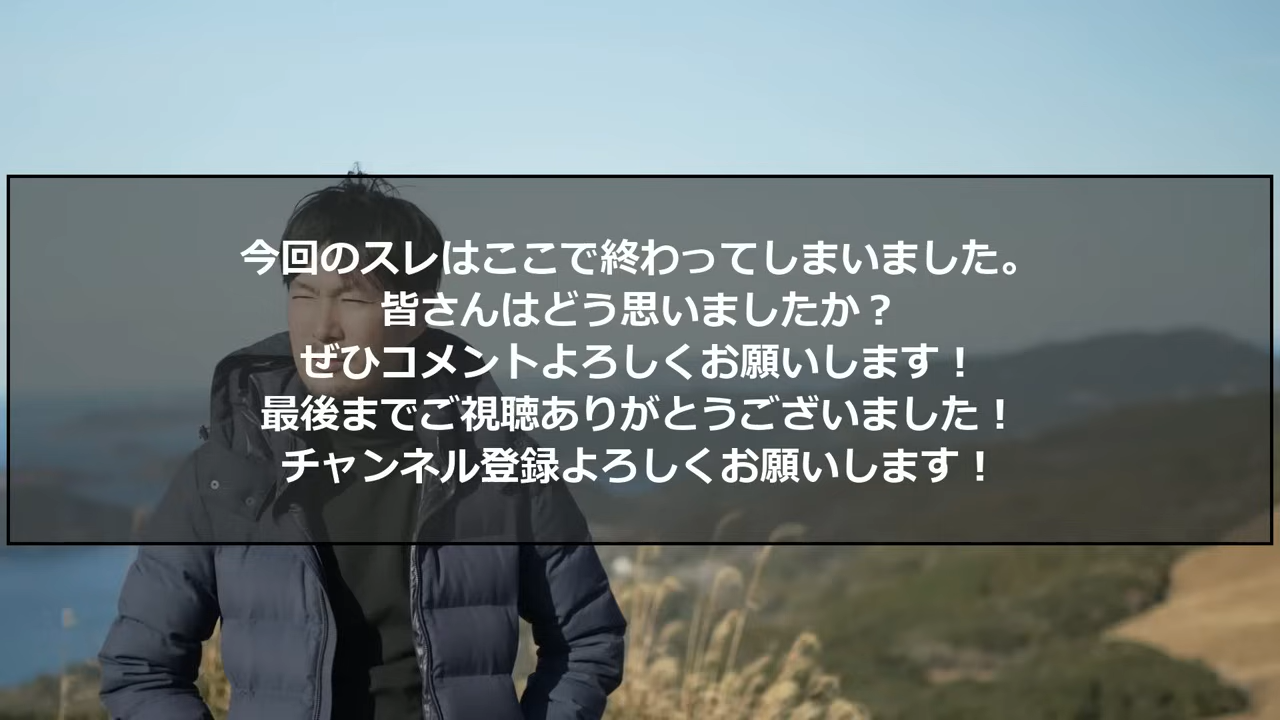 今回のスレはここで終わってしまいました。
皆さんはどう思いましたか？
ぜひコメントよろしくお願いします！
最後までご視聴ありがとうございました！
チャンネル登録よろしくお願いします！